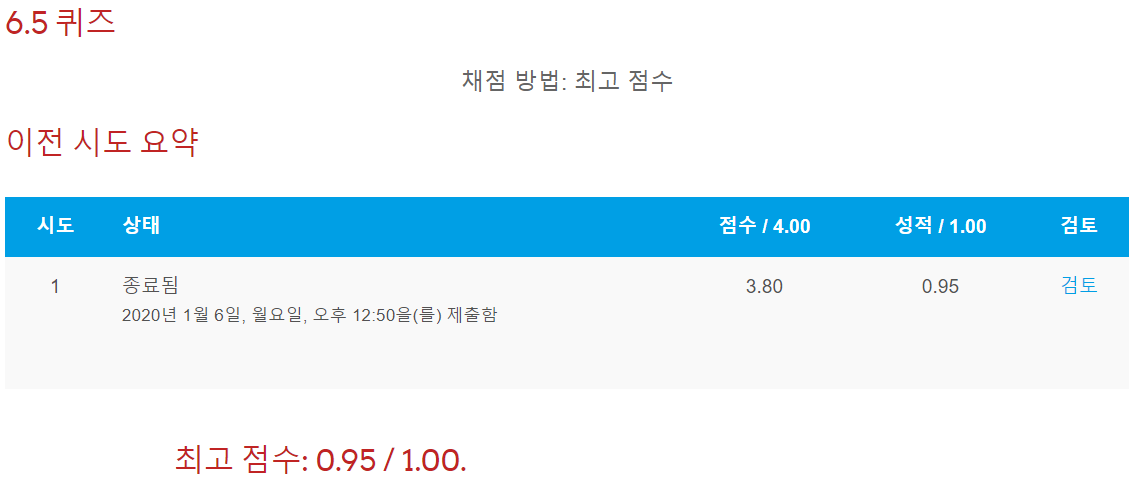 6.5 퀴즈
채점 방법: 최고 점수
이전 시도 요약
시도 상태 점수 / 4.00 성적 / 1.00 검토
1 종료됨 3.80 0.95 검토
2020년 1월 6일, 월요일, 오후 12:50을(를) 제출함
최고 점수: 0.95 / 1.00.